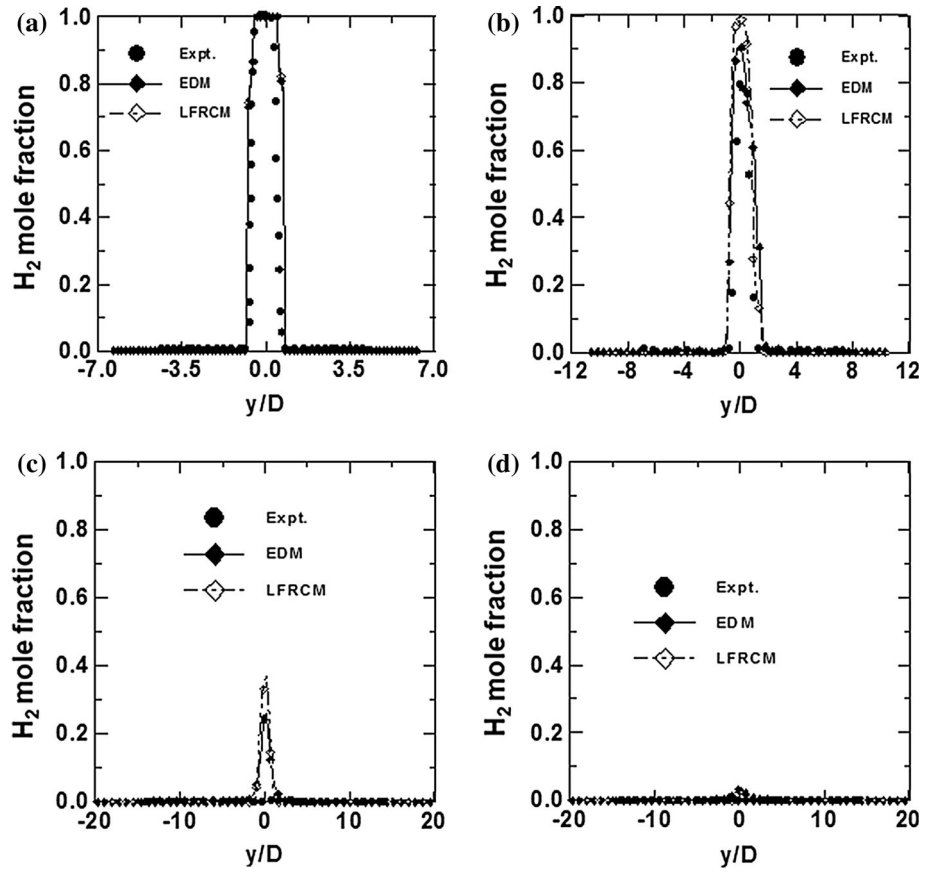 (a)
H2 mole fraction
1.0
0.8
0.6
0.4
0.2
0.0
Expt.
EDM
LFRCM
-7.0 -3.5 0.0 3.5 7.0
y/D
(b)
H2 mole fraction
1.0
0.8
0.6
0.4
0.2
0.0
Expt.
EDM
LFRCM
-12 -8 -4 0 4 8 12
y/D
(c)
H2 mole fraction
1.0
0.8
0.6
0.4
0.2
0.0
Expt.
EDM
LFRCM
-20 -10 0 10 20
y/D
(d)
H2 mole fraction
1.0
0.8
0.6
0.4
0.2
0.0
Expt.
EDM
LFRCM
-20 -10 0 10 20
y/D